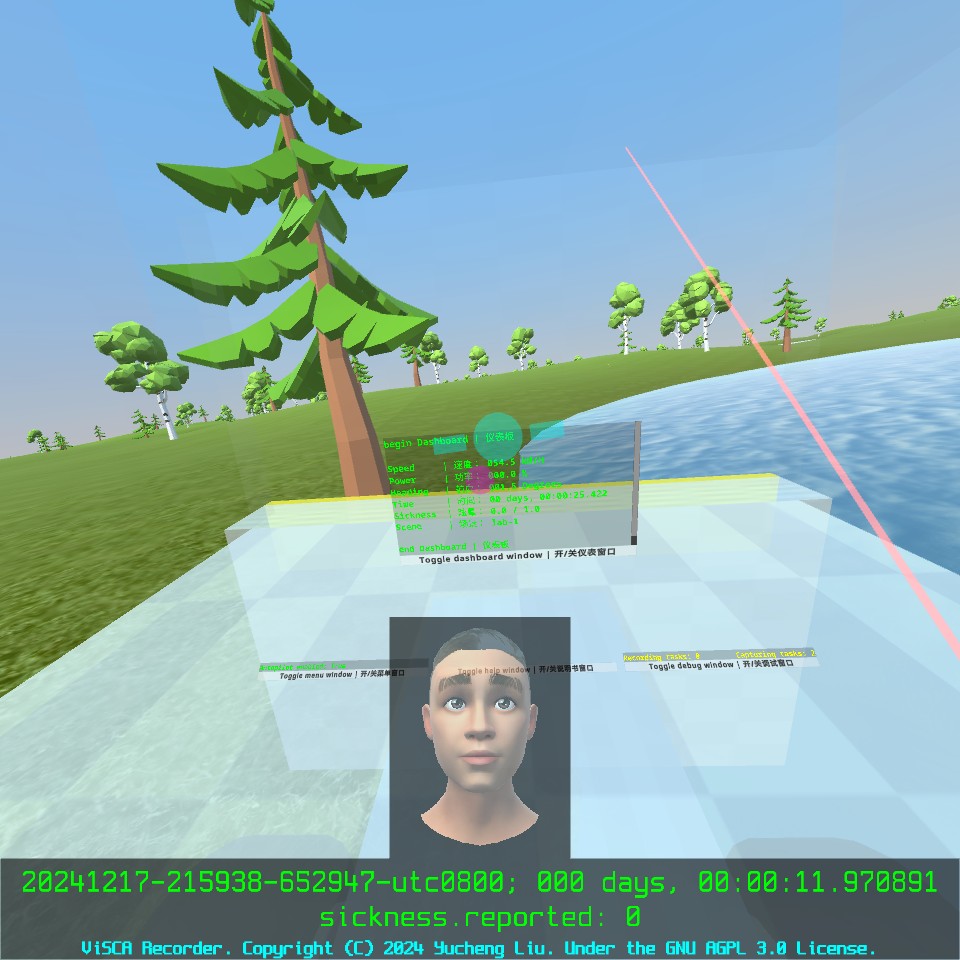 begin Dashboard | 仪表板
Speed | 速度: 054.5
Power | 功率: 000.0
Heading
Time | 时间: 00 days, 00:00:25.422
Sickness | 眩晕: 0.0 / 1.0
Scene | 场景: Tab-1
end Dashboard | 仪表板
Toggle dashboard window | 开/关仪表窗口
Toggle menu window | 开/关菜单窗口
Toggle help window | 开/关说明书窗口
Recording tasks: 0 Capturing tasks: 2
Toggle debug window | 开/关调试窗口
20241217-215938-652947-utc0800; 000 days, 00:00:11.970891
sickness.reported: 0
ViSCA Recorder. Copyright (C) 2024 Yucheng Liu. Under the GNU AGPL 3.0 License.